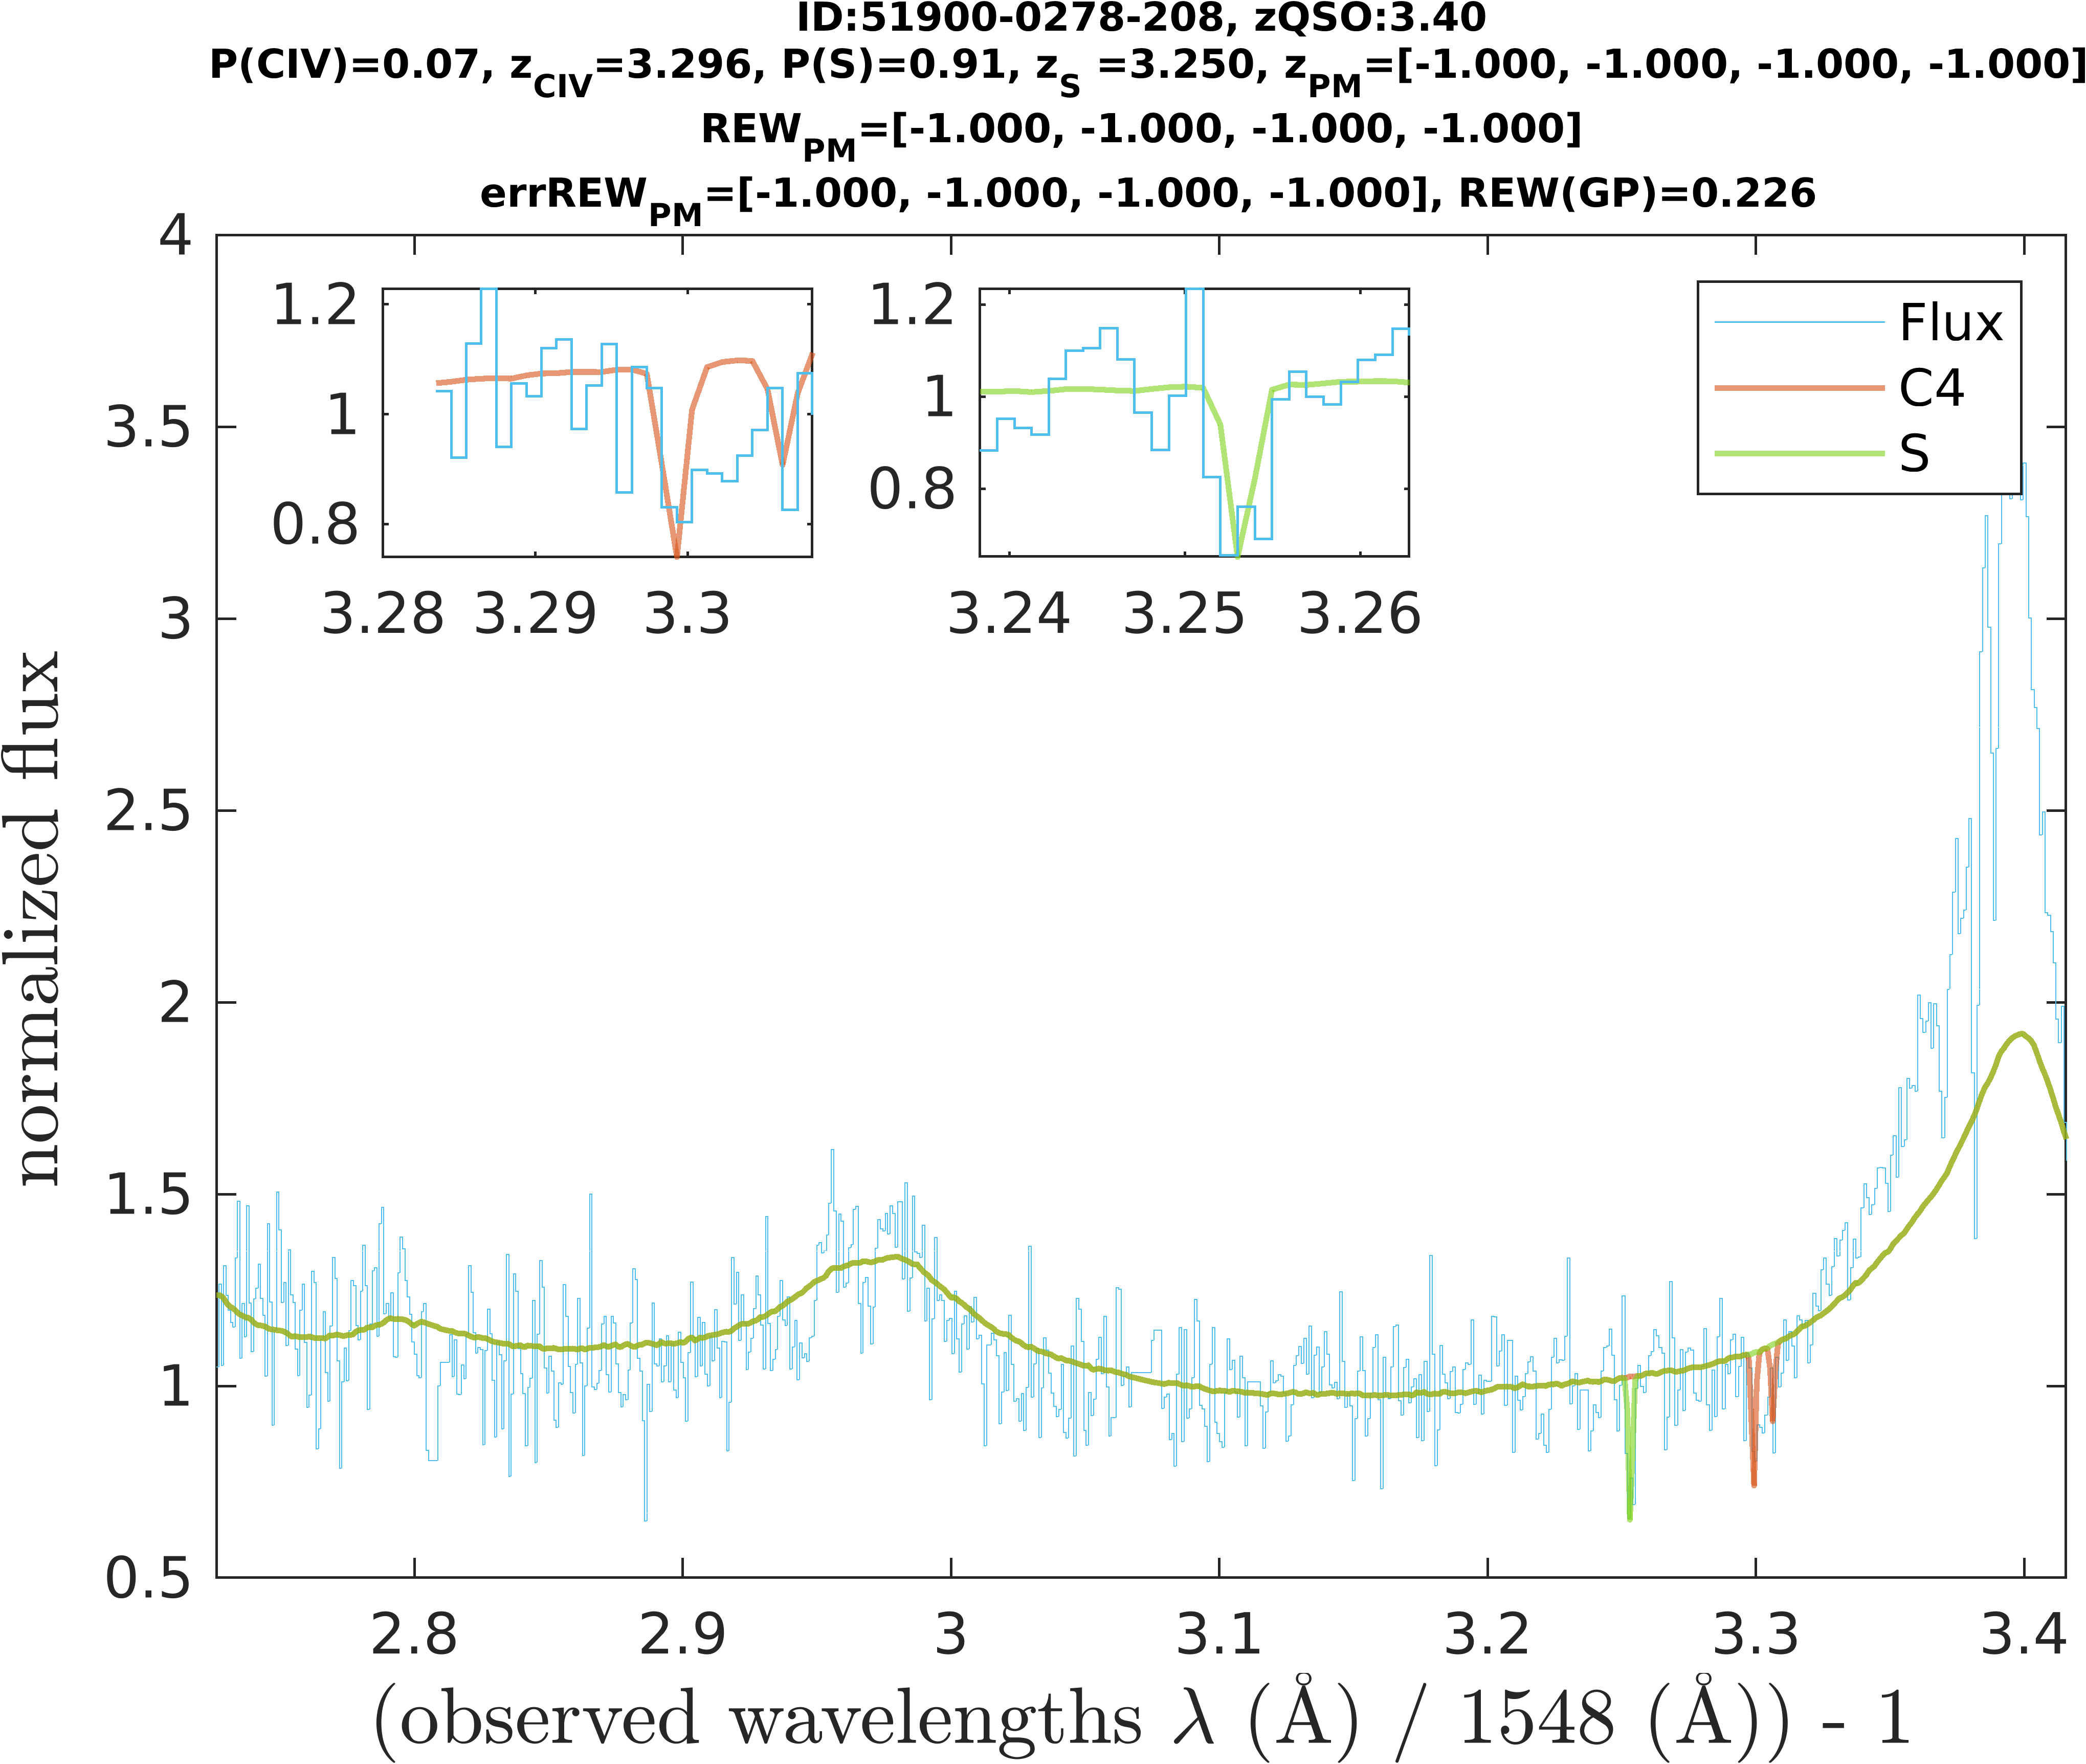 ID:51900-0278-208, zQSO:3.40
P(CIV)=0.07, zCIV=3.296, P(S)=0.91, zS =3.250, zPM=[-1.000, -1.000, -1.000, -1.000]
REWPM=[-1.000, -1.000, -1.000, -1.000]
errREWPM=[-1.000, -1.000, -1.000, -1.000], REW(GP)=0.226
4
3.5
3
2.5
2
1.5
1
0.5
normalized flux
1.2
1
0.8
3.28 3.29 3.3
1.2
1
0.8
3.24 3.25 3.26
Flux
C4
S
2.8 2.9 3 3.1 3.2 3.3 3.4
(observed wavelengths λ (Å) / 1548 (Å)) - 1